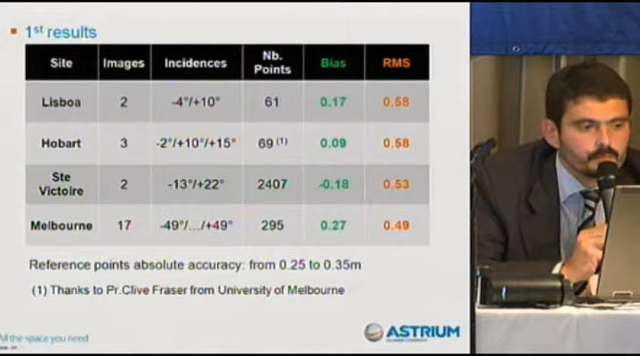 1st results
Site Images Incidences Nb. Points Bias RMS
Lisboa 2 -4°/+10° 61 0.17 0.58
Hobart 3 -2°/+10°/+15° 69 (1) 0.09 0.58
Ste Victoire 2 -13°/+22° 2407 -0.18 0.53
Melbourne 17 -49°/.../+49° 295 0.27 0.49
Reference points absolute accuracy: from 0.25 to 0.35m
(1) Thanks to Pr.Clive Fraser from University of Melbourne
All the space you need
ASTRIUM